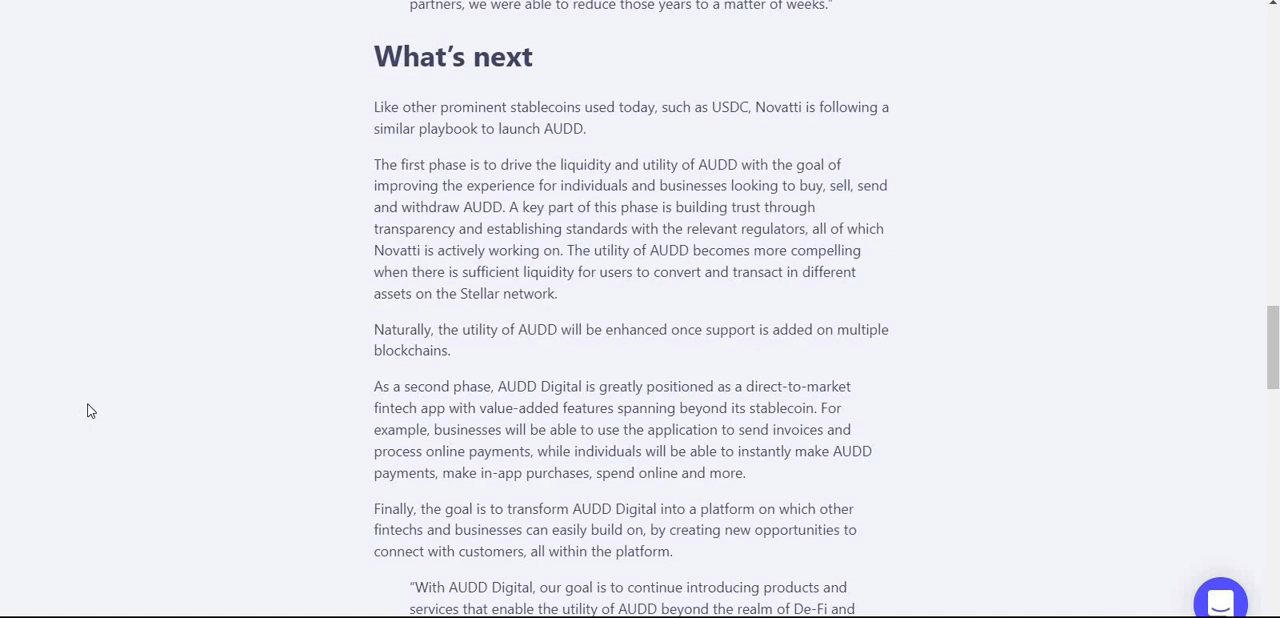 partners, we were able to reduce those years to a matter of weeks.”
What’s next
Like other prominent stablecoins used today, such as USDC, Novatti is following a
similar playbook to launch AUDD.
The first phase is to drive the liquidity and utility of AUDD with the goal of
improving the experience for individuals and businesses looking to buy, sell, send
and withdraw AUDD. A key part of this phase is building trust through
transparency and establishing standards with the relevant regulators, all of which
Novatti is actively working on. The utility of AUDD becomes more compelling
when there is sufficient liquidity for users to convert and transact in different
assets on the Stellar network.
Naturally, the utility of AUDD will be enhanced once support is added on multiple
blockchains.
As a second phase, AUDD Digital is greatly positioned as a direct-to-market
fintech app with value-added features spanning beyond its stablecoin. For
example, businesses will be able to use the application to send invoices and
process online payments, while individuals will be able to instantly make AUDD
payments, make in-app purchases, spend online and more.
Finally, the goal is to transform AUDD Digital into a platform on which other
fintechs and businesses can easily build on, by creating new opportunities to
connect with customers, all within the platform.
“With AUDD Digital, our goal is to continue introducing products and
services that enable the utility of AUDD beyond the realm of De-Fi and